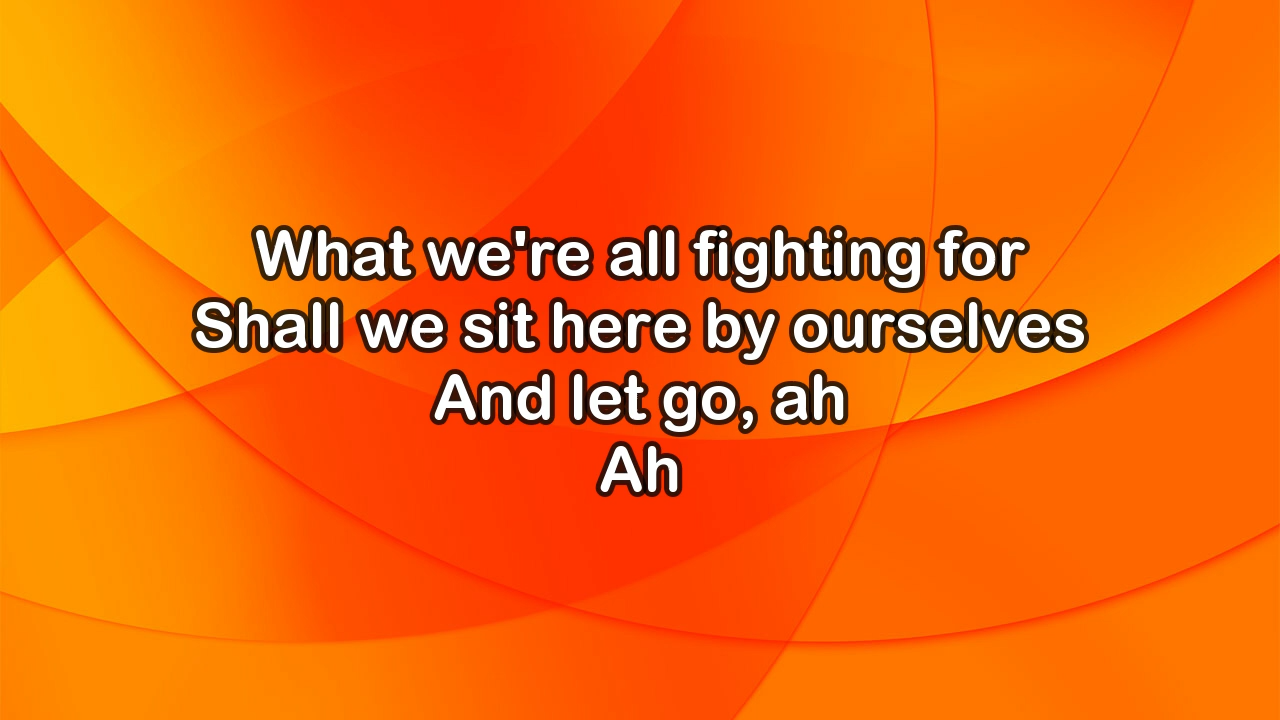 What we're all fighting for
Shall we sit here by ourselves
And let go, ah
Ah